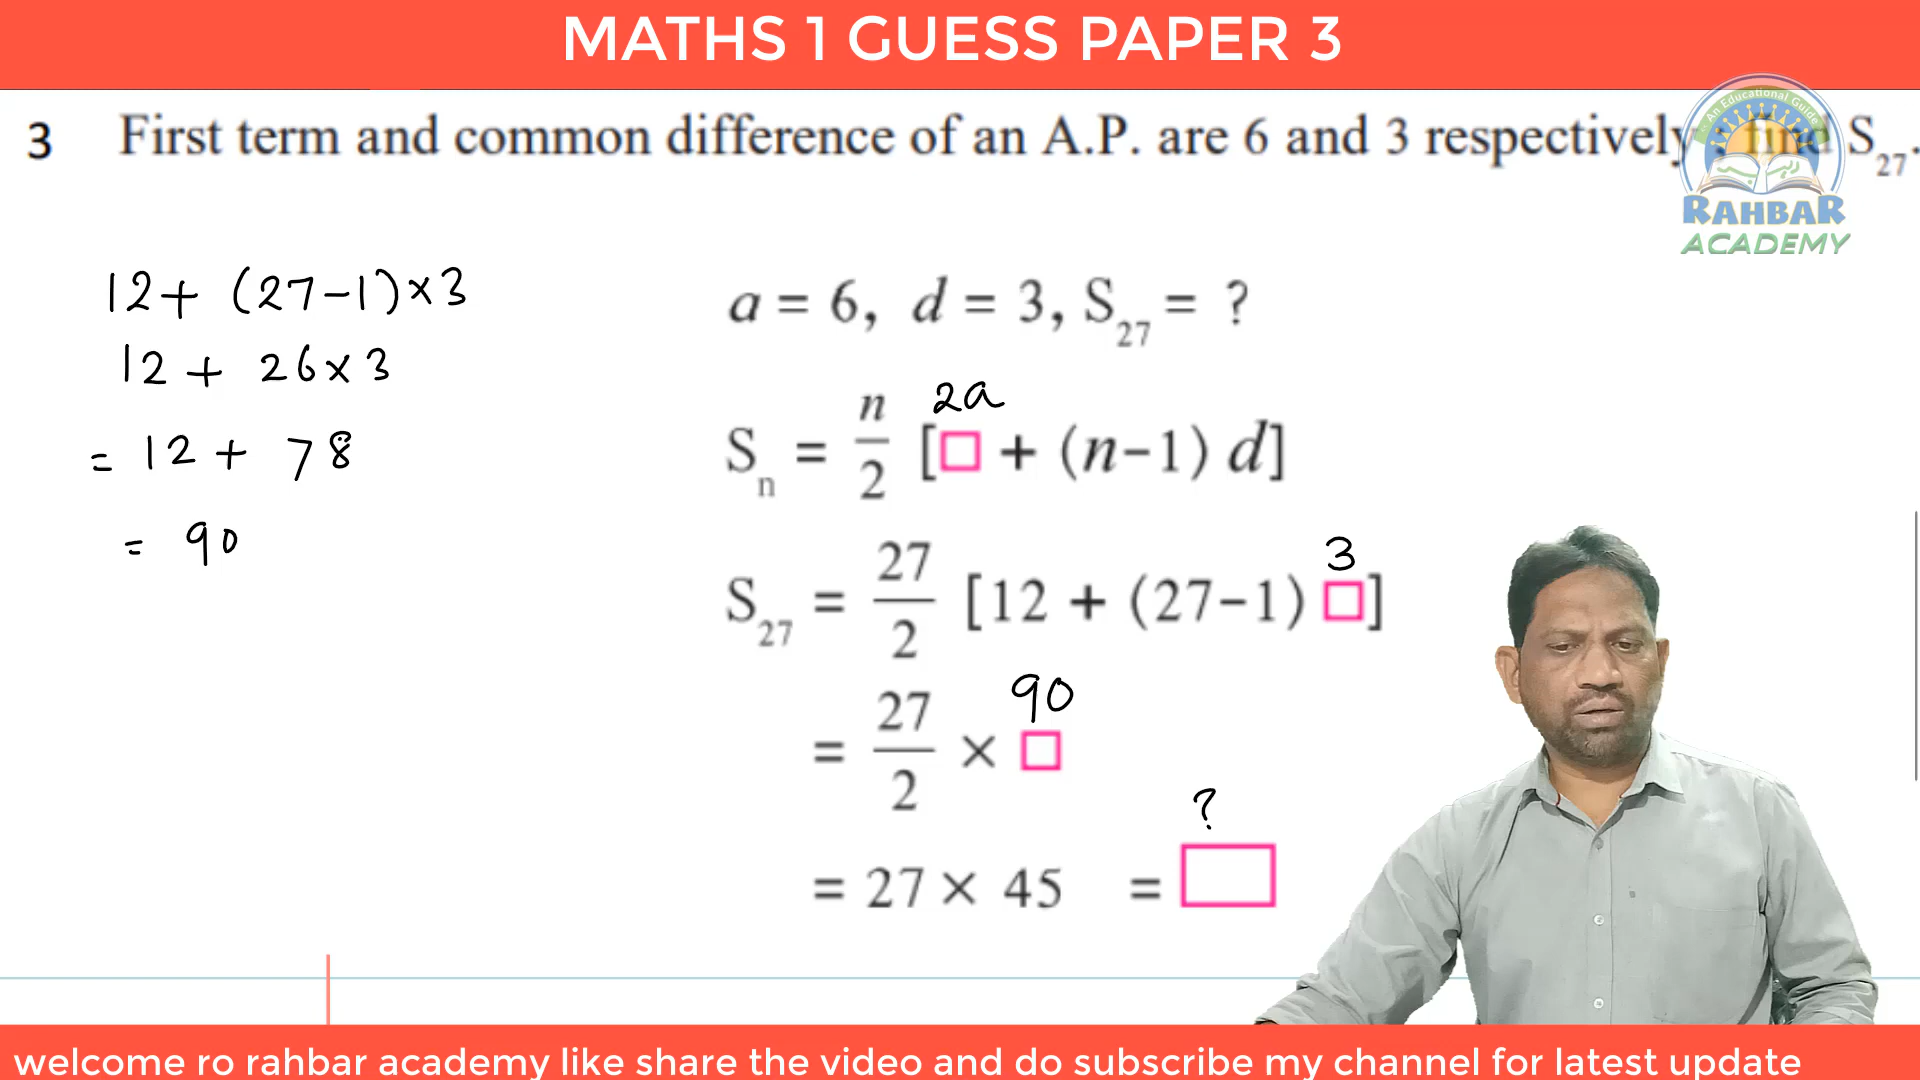 MATHS 1 GUESS PAPER 3
3 First term and common difference of an A.P. are 6 and 3 respectively ; find S₂₇.
An Educational Guide
RAHBAR
ACADEMY
12 + (27-1)×3
12 + 26×3
= 12 + 78
= 90
a = 6, d = 3, S₂₇ = ?
2a
Sₙ = n/2 [□ + (n-1) d]
3
S₂₇ = 27/2 [12 + (27-1) □]
90
= 27/2 × □
?
= 27 × 45 = □
welcome ro rahbar academy like share the video and do subscribe my channel for latest update